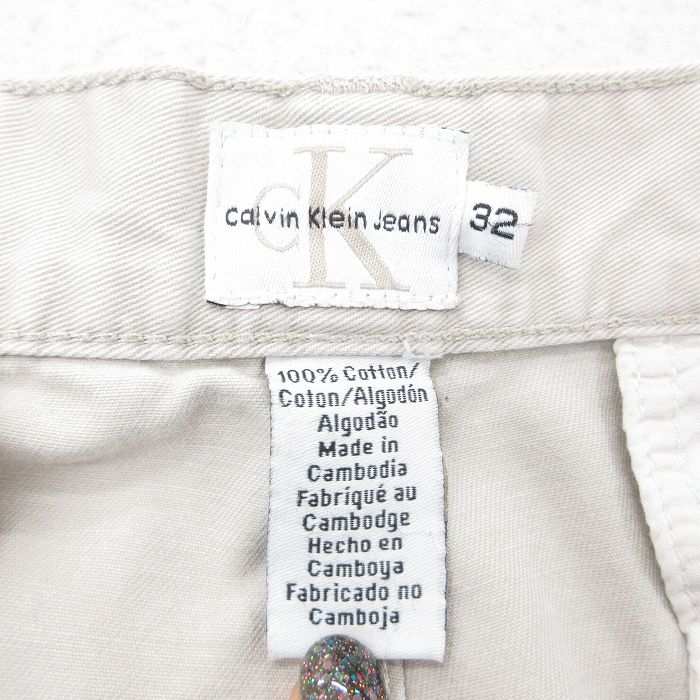 CK
calvin Klein Jeans
32
100% Cotton/
Coton/Algodón
Algodão
Made in
Cambodia
Fabriqué au
Cambodge
Hecho en
Camboya
Fabricado no
Camboja